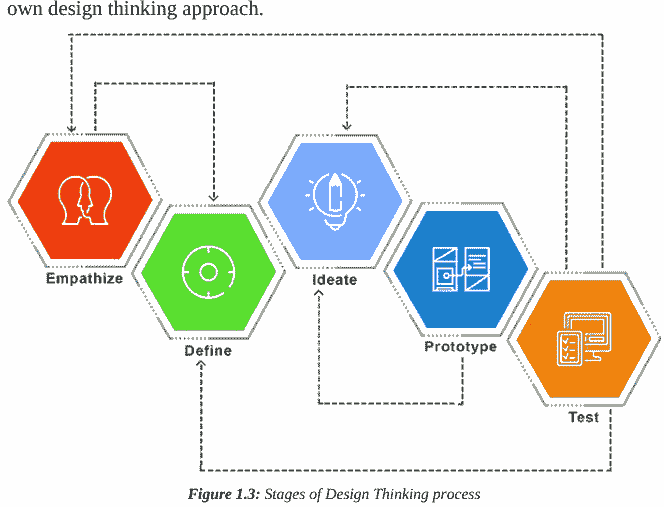 own design thinking approach.
Empathize
Define
Ideate
Prototype
Test
Figure 1.3: Stages of Design Thinking process